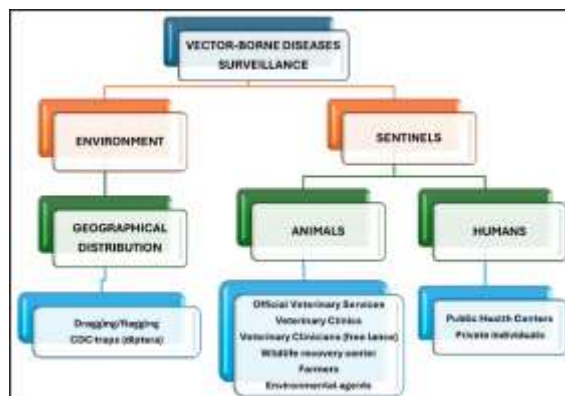 VECTOR-BORNE DISEASES
SURVEILLANCE
ENVIRONMENT
SENTINELS
GEOGRAPHICAL
DISTRIBUTION
ANIMALS
HUMANS
Dragging/flagging
CDC traps (diptera)
Official Veterinary Services
Veterinary Clinics
Veterinary Clinicians (free lance)
Wildlife recovery center
Farmers
Environmental agents
Public Health Centers
Private individuals